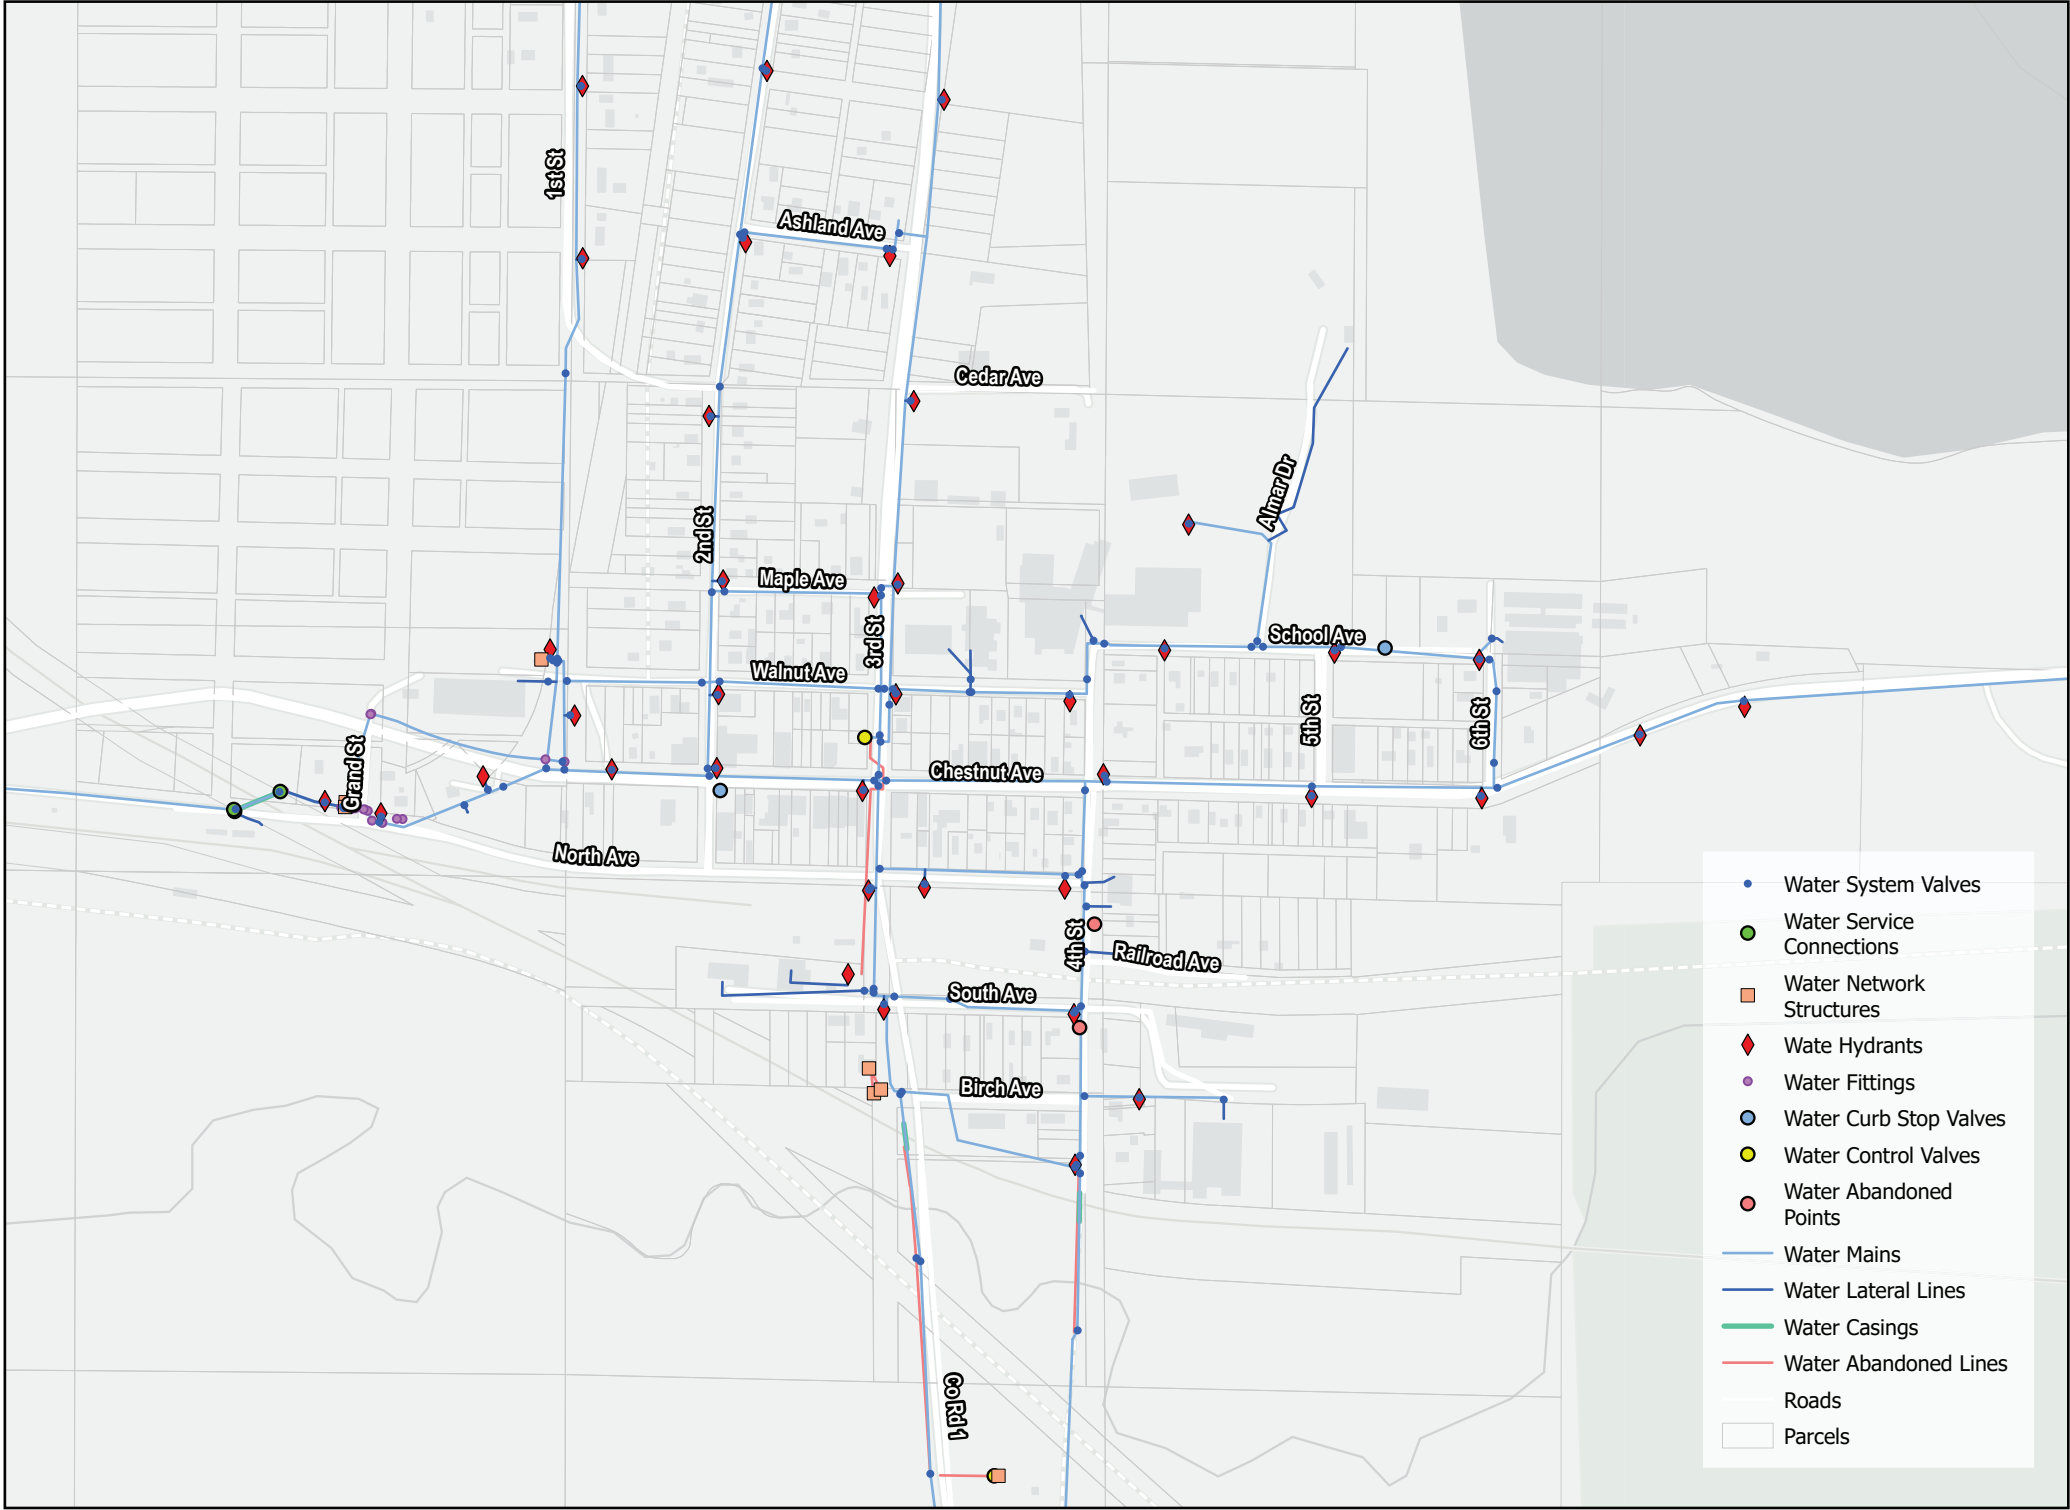 1st St
Ashland Ave
Cedar Ave
Almar Dr
2nd St
Maple Ave
3rd St
School Ave
Walnut Ave
5th St
6th St
Grand St
Chestnut Ave
North Ave
4th St
Railroad Ave
South Ave
Birch Ave
Co Rd 1
Water System Valves
Water Service
Connections
Water Network
Structures
Wate Hydrants
Water Fittings
Water Curb Stop Valves
Water Control Valves
Water Abandoned
Points
Water Mains
Water Lateral Lines
Water Casings
Water Abandoned Lines
Roads
Parcels